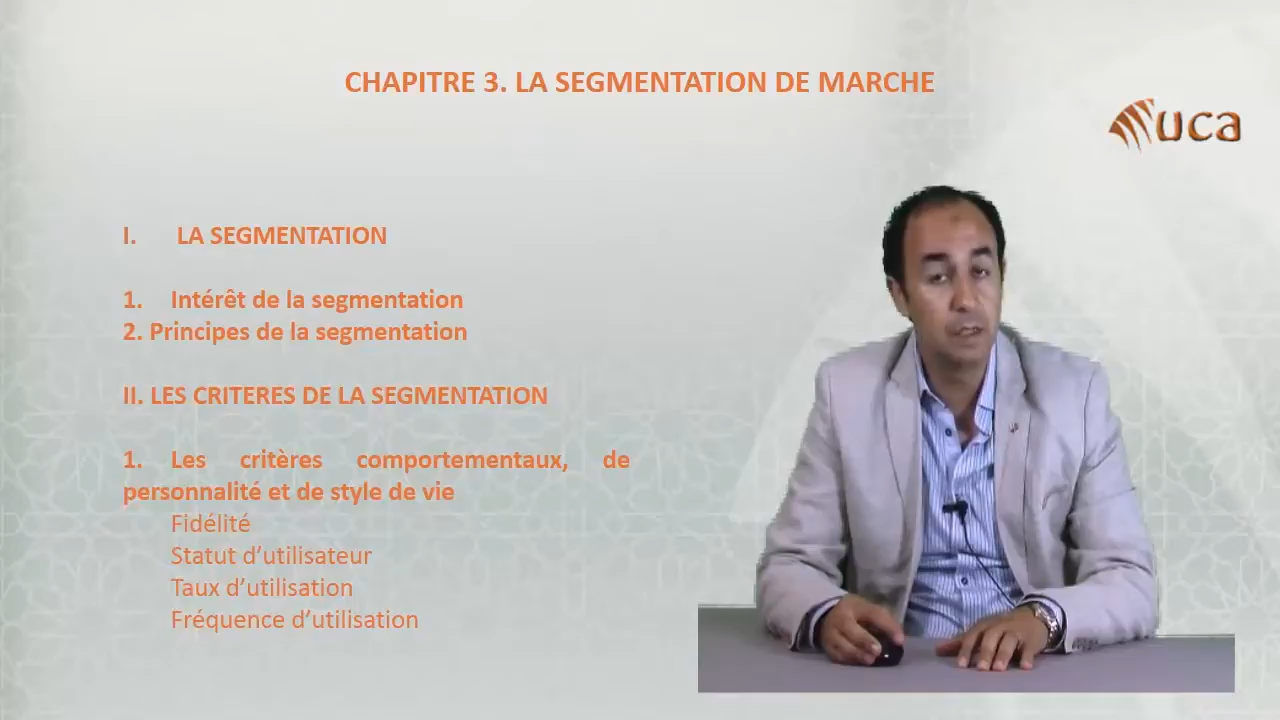 CHAPITRE 3. LA SEGMENTATION DE MARCHE
uca
I. LA SEGMENTATION
1. Intérêt de la segmentation
2. Principes de la segmentation
II. LES CRITERES DE LA SEGMENTATION
1. Les critères comportementaux, de
personnalité et de style de vie
Fidélité
Statut d’utilisateur
Taux d’utilisation
Fréquence d’utilisation